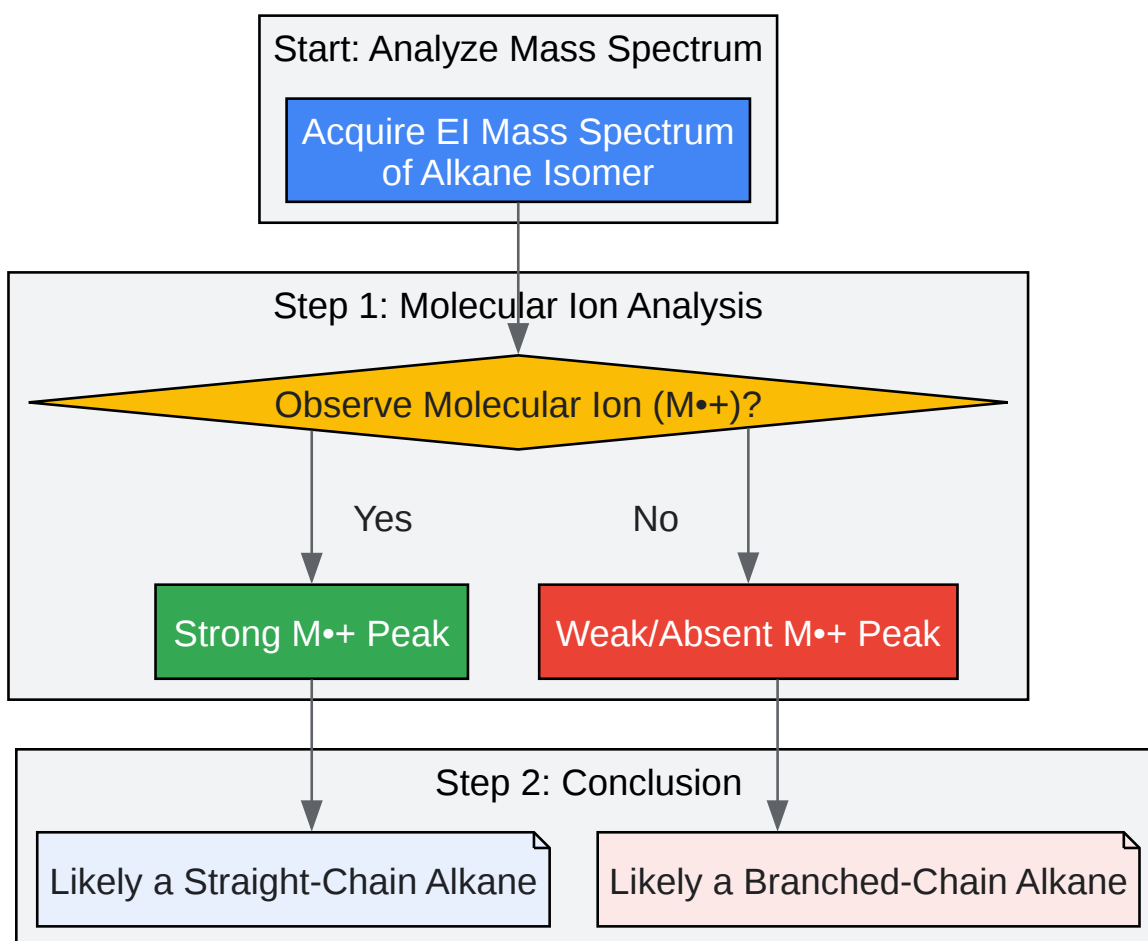 Start: Analyze Mass Spectrum
Acquire EI Mass Spectrum
of Alkane Isomer
Step 1: Molecular Ion Analysis
Observe Molecular Ion (M•+)?
Yes
No
Strong M•+ Peak
Weak/Absent M•+ Peak
Step 2: Conclusion
Likely a Straight-Chain Alkane
Likely a Branched-Chain Alkane